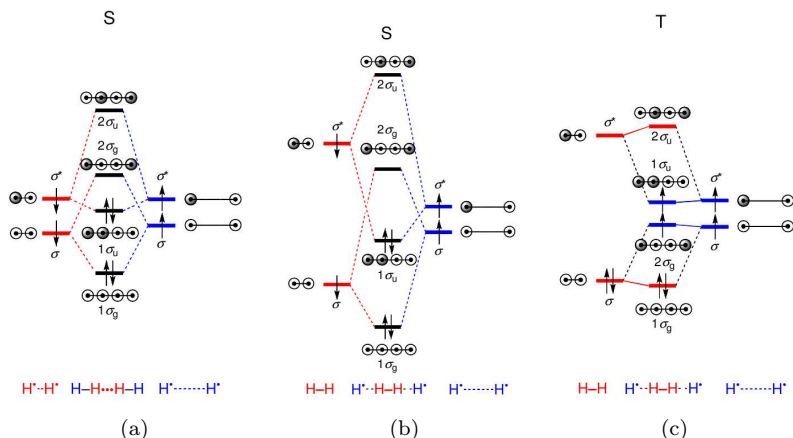 S
2σu
σ*
2σg
σ*
σ
1σu
σ
1σg
H•--H• H–H•••H–H H•--------H•
(a)
S
2σu
σ*
2σg
σ*
σ
1σu
σ
1σg
H–H H•--H–H--•H H•--------H•
(b)
T
σ*
2σu
1σu
σ*
σ
2σg
σ
1σg
H–H H•--H–H--•H H•--------H•
(c)